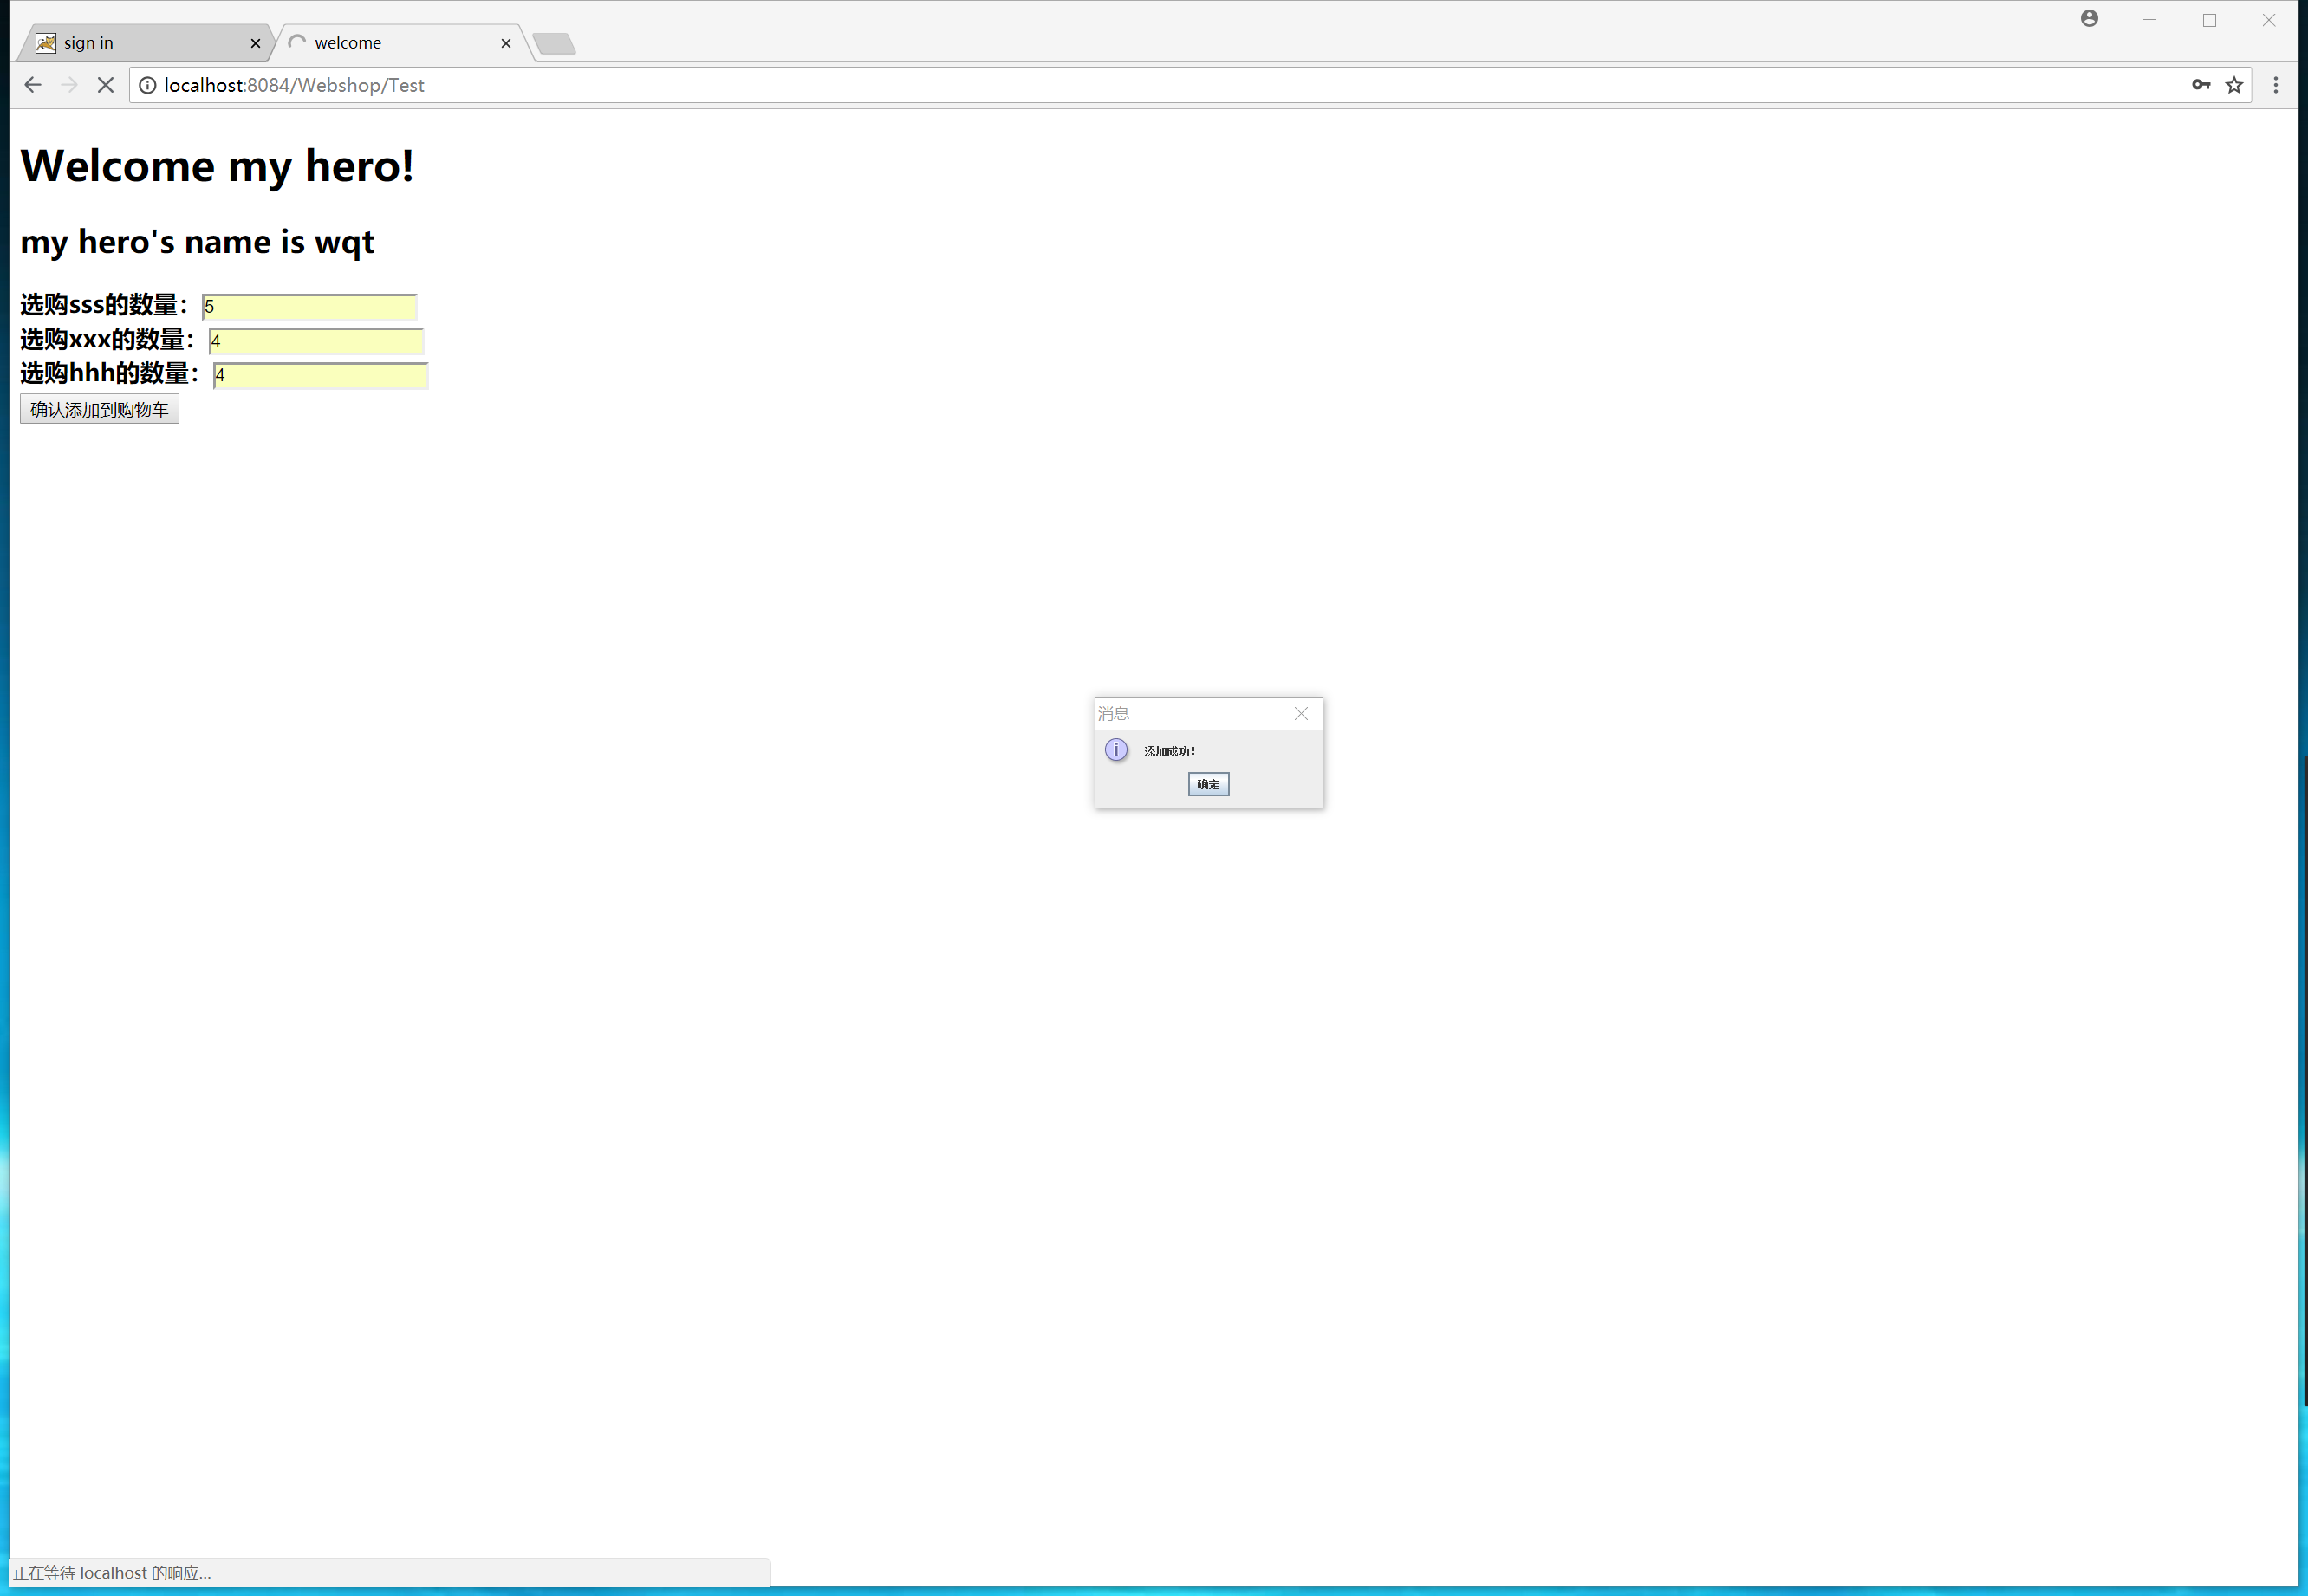 sign in
welcome
localhost:8084/Webshop/Test
Welcome my hero!
my hero's name is wqt
选购sss的数量：5
选购xxx的数量：4
选购hhh的数量：4
确认添加到购物车
消息
添加成功！
确定
正在等待 localhost 的响应...